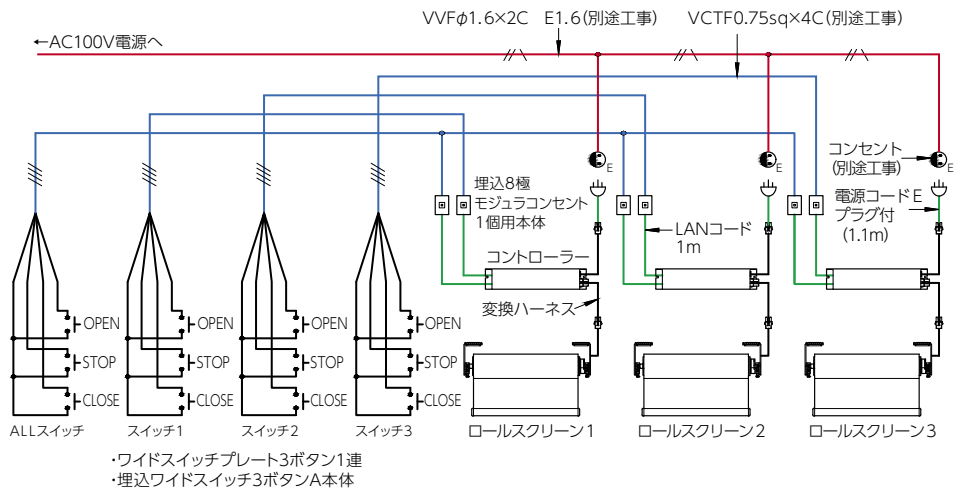 VVFφ1.6×2C E1.6(別途工事)
VCTF0.75sq×4C(別途工事)
←AC100V電源へ
コンセント
(別途工事)
E
E
E
電源コードE
プラグ付
(1.1m)
埋込8極
モジュラコンセント
1個用本体
LANコード
1m
コントローラー
変換ハーネス
OPEN
OPEN
OPEN
OPEN
STOP
STOP
STOP
STOP
CLOSE
CLOSE
CLOSE
CLOSE
ALLスイッチ
スイッチ1
スイッチ2
スイッチ3
ロールスクリーン1
ロールスクリーン2
ロールスクリーン3
・ワイドスイッチプレート3ボタン1連
・埋込ワイドスイッチ3ボタンA本体